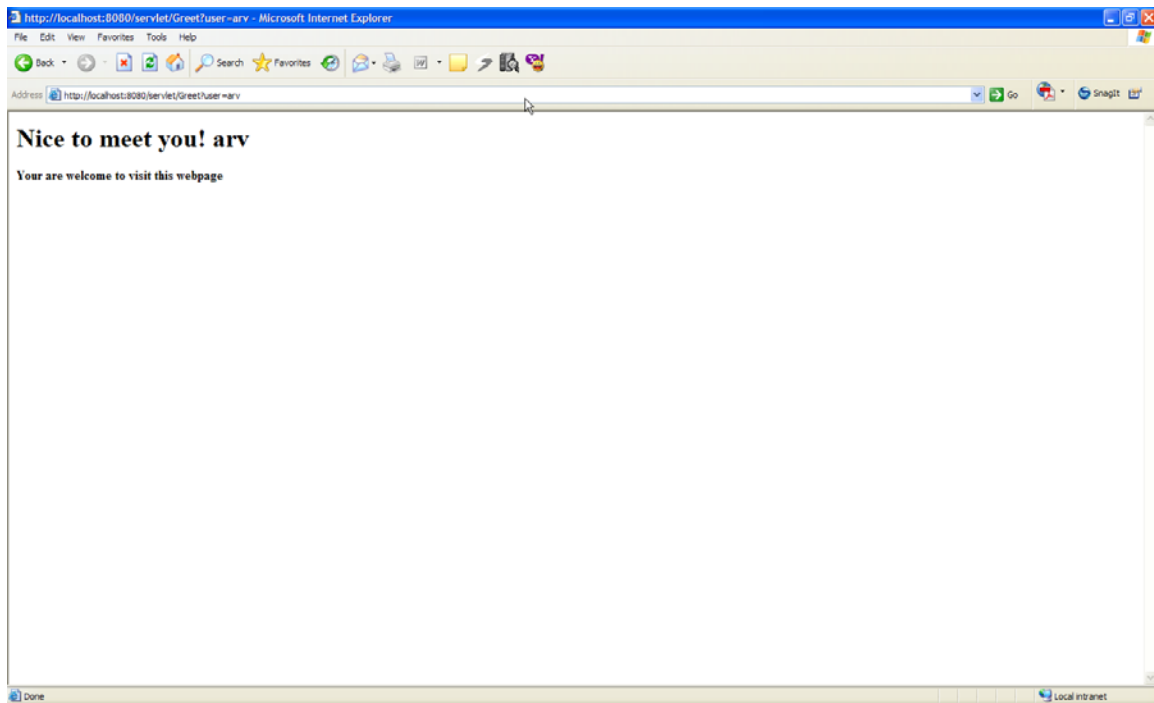 http://localhost:8080/servlet/Greet?user=arv - Microsoft Internet Explorer
File Edit View Favorites Tools Help
Back Search Favorites
Address http://localhost:8080/servlet/Greet?user=arv Go SnagIt
Nice to meet you! arv
Your are welcome to visit this webpage
Done Local intranet